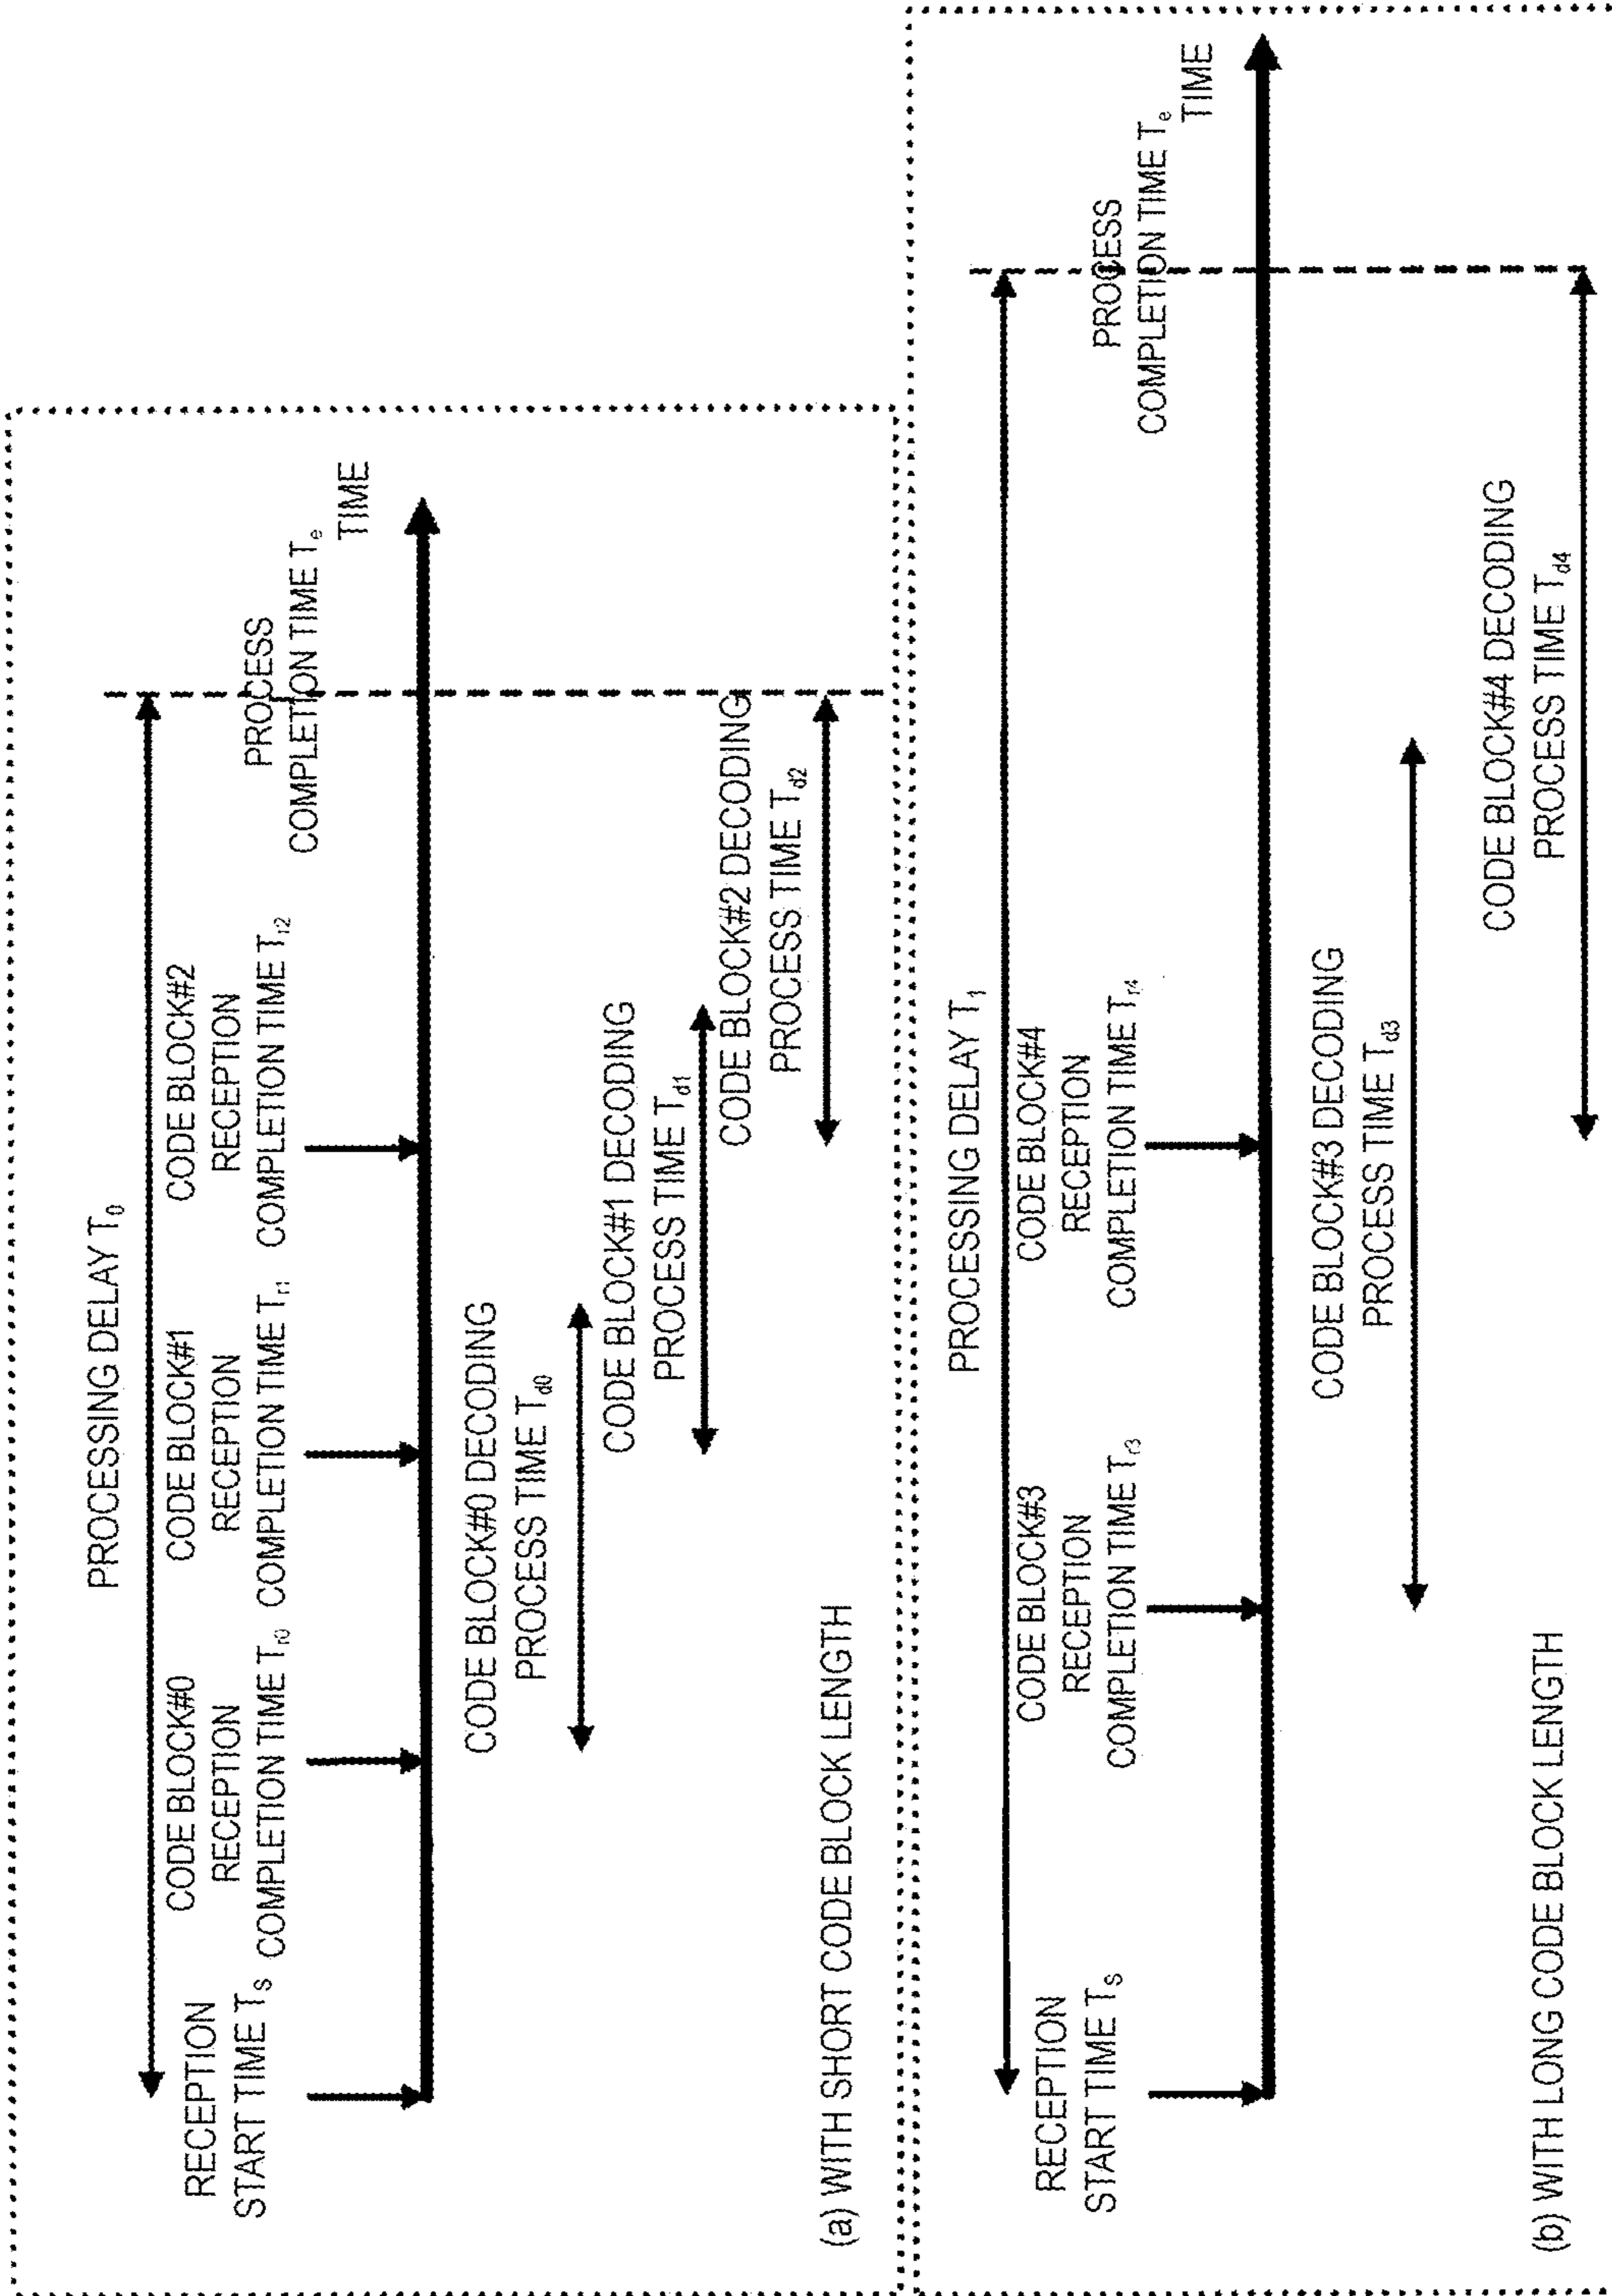 PROCESSING DELAY T0
RECEPTION
START TIME TS
CODE BLOCK#0
RECEPTION
COMPLETION TIME Tr0
CODE BLOCK#1
RECEPTION
COMPLETION TIME Tr1
CODE BLOCK#2
RECEPTION
COMPLETION TIME Tr2
PROCESS
COMPLETION TIME Te
TIME
CODE BLOCK#0 DECODING
PROCESS TIME Td0
CODE BLOCK#1 DECODING
PROCESS TIME Td1
CODE BLOCK#2 DECODING
PROCESS TIME Td2
(a) WITH SHORT CODE BLOCK LENGTH
PROCESSING DELAY T1
RECEPTION
START TIME TS
CODE BLOCK#3
RECEPTION
COMPLETION TIME Tr3
CODE BLOCK#4
RECEPTION
COMPLETION TIME Tr4
PROCESS
COMPLETION TIME Te
TIME
CODE BLOCK#3 DECODING
PROCESS TIME Td3
CODE BLOCK#4 DECODING
PROCESS TIME Td4
(b) WITH LONG CODE BLOCK LENGTH